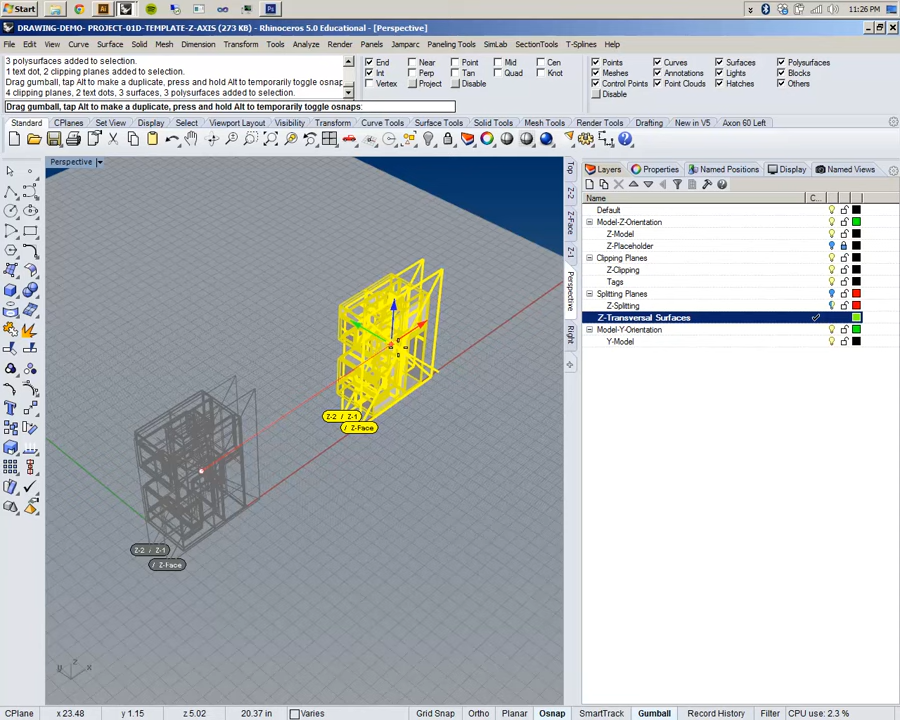 Start
11:26 PM
DRAWING-DEMO- PROJECT-01D-TEMPLATE-Z-AXIS (273 KB) - Rhinoceros 5.0 Educational - [Perspective]
File Edit View Curve Surface Solid Mesh Dimension Transform Tools Analyze Render Panels Jamparc Paneling Tools SimLab SectionTools T-Splines Help
3 polysurfaces added to selection.
1 text dot, 2 clipping planes added to selection.
Drag gumball, tap Alt to make a duplicate, press and hold Alt to temporarily toggle osnap
4 clipping planes, 2 text dots, 3 surfaces, 3 polysurfaces added to selection.
Drag gumball, tap Alt to make a duplicate, press and hold Alt to temporarily toggle osnaps:
End Near Point Mid Cen
Int Perp Tan Quad Knot
Vertex Project Disable
Points Curves Surfaces Polysurfaces
Meshes Annotations Lights Blocks
Control Points Point Clouds Cameras Others
Disable
Standard CPlanes Set View Display Select Viewport Layout Visibility Transform Curve Tools Surface Tools Solid Tools Mesh Tools Render Tools Drafting New in V5 Axon 60 Left
Perspective
Top
Z-2
Z-Face
Z-1
Perspective
Right
Layers Properties Named Positions Display Named Views
Name C...
Default
Model-Z-Orientation
Z-Model
Z-Placeholder
Clipping Planes
Z-Clipping
Tags
Splitting Planes
Z-Splitting
Z-Transversal Surfaces
Model-Y-Orientation
Y-Model
Z-2 / Z-1
/ Z-Face
Z-2 / Z-1
/ Z-Face
z
y x
CPlane x 23.48 y 1.15 z 5.02 20.37 in Varies Grid Snap Ortho Planar Osnap SmartTrack Gumball Record History Filter CPU use: 2.3 %